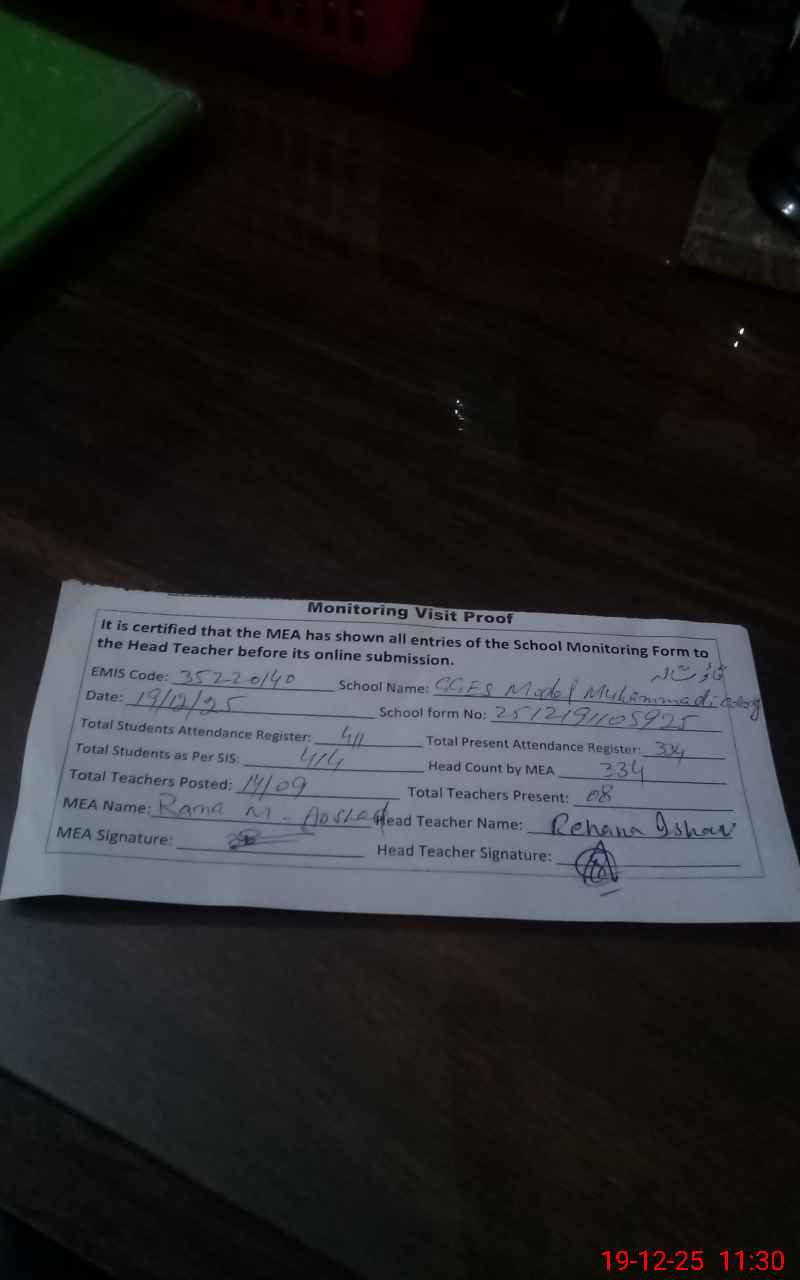 Monitoring Visit Proof
It is certified that the MEA has shown all entries of the School Monitoring Form to
the Head Teacher before its online submission.
EMIS Code: 35220140 School Name: GGES Model Muhammadi
Date: 19/12/25 School form No: 2512191105925
Total Students Attendance Register: 411 Total Present Attendance Register: 334
Total Students as Per SIS: 414 Head Count by MEA 334
Total Teachers Posted: 14/09 Total Teachers Present: 08
MEA Name: Rana M. Head Teacher Name: Rehana
MEA Signature: Head Teacher Signature:
19-12-25 11:30